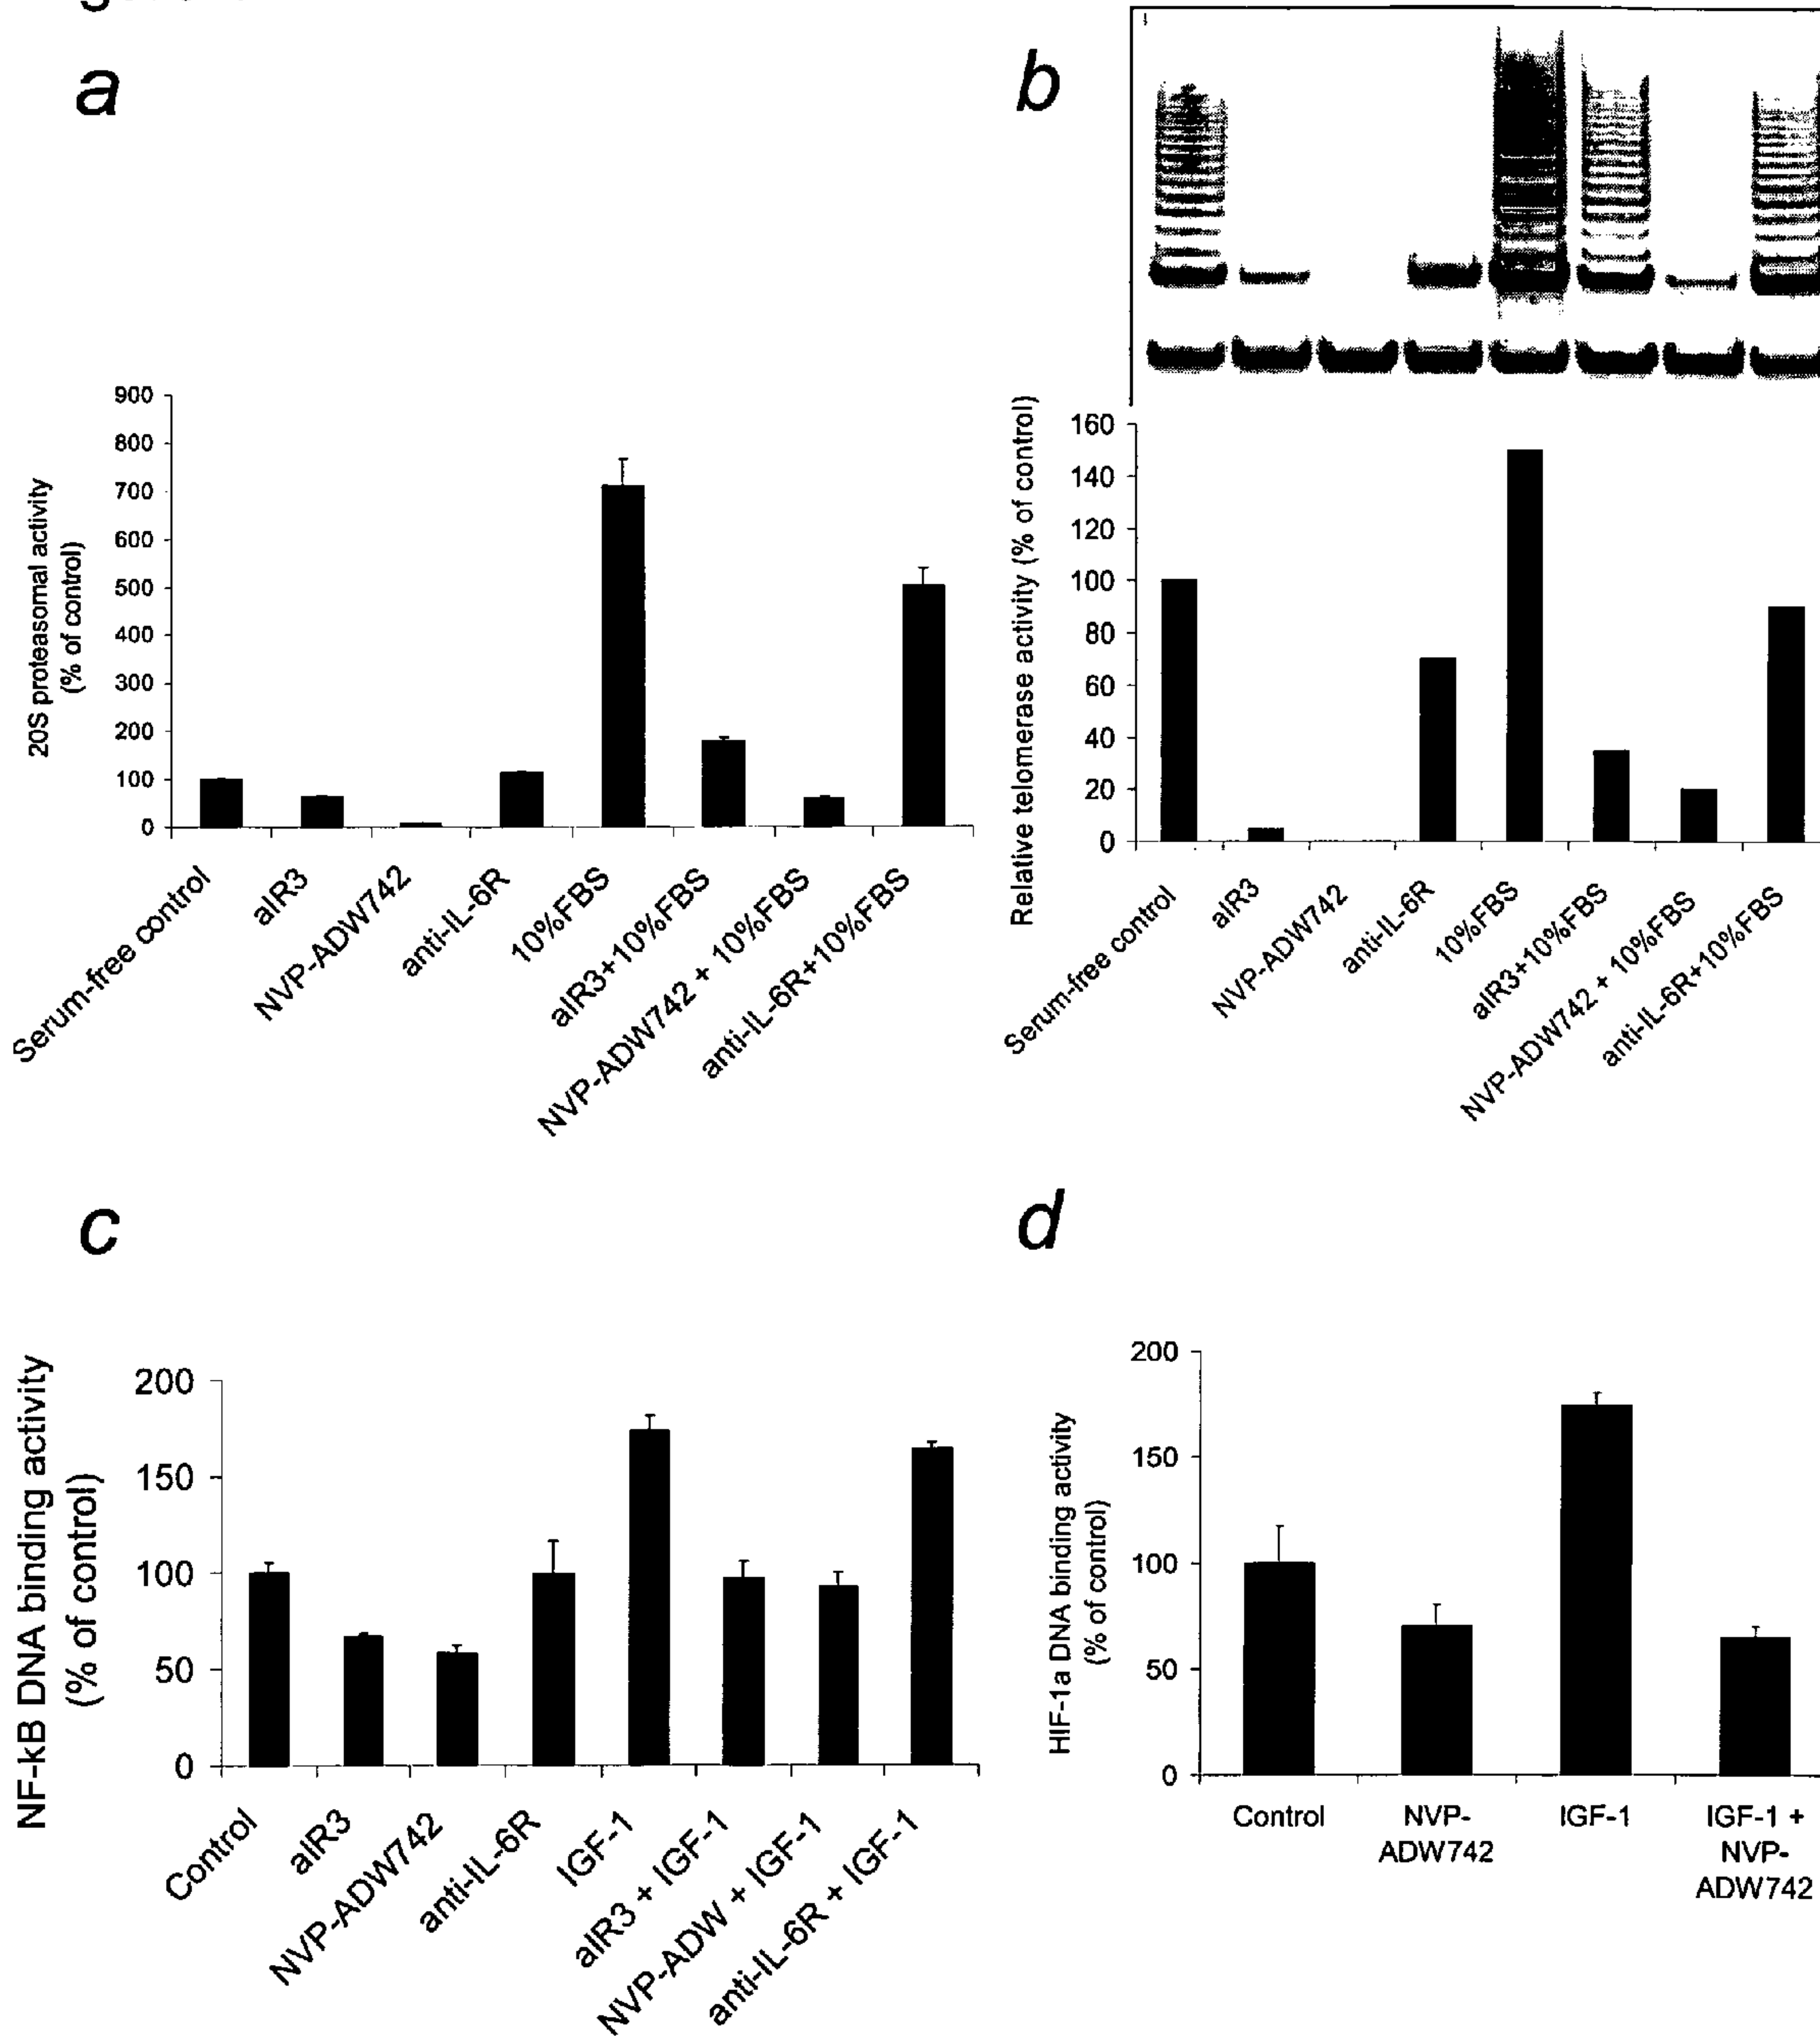 a
b
900
800
700
600
500
400
300
200
100
0
20S proteasomal activity
(% of control)
Serum-free control
aIR3
NVP-ADW742
anti-IL-6R
10%FBS
aIR3+10%FBS
NVP-ADW742 + 10%FBS
anti-IL-6R+10%FBS
160
140
120
100
80
60
40
20
0
Relative telomerase activity (% of control)
Serum-free control
aIR3
NVP-ADW742
anti-IL-6R
10%FBS
aIR3+10%FBS
NVP-ADW742 + 10%FBS
anti-IL-6R+10%FBS
c
d
200
150
100
50
0
NF-kB DNA binding activity
(% of control)
Control
aIR3
NVP-ADW742
anti-IL-6R
IGF-1
aIR3 + IGF-1
NVP-ADW + IGF-1
anti-IL-6R + IGF-1
200
150
100
50
0
HIF-1a DNA binding activity
(% of control)
Control
NVP-
ADW742
IGF-1
IGF-1 +
NVP-
ADW742